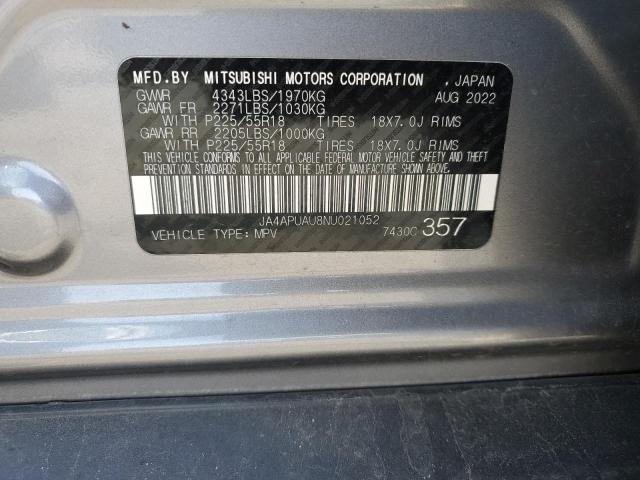 MFD.BY MITSUBISHI MOTORS CORPORATION , JAPAN
GVWR 4343LBS/1970KG AUG 2022
GAWR FR 2271LBS/1030KG
WITH P225/55R18 TIRES 18X7.0J RIMS
GAWR RR 2205LBS/1000KG
WITH P225/55R18 TIRES 18X7.0J RIMS
THIS VEHICLE CONFORMS TO ALL APPLICABLE FEDERAL MOTOR VEHICLE SAFETY AND THEFT
PREVENTION STANDARDS IN EFFECT ON THE DATE OF MANUFACTURE SHOWN ABOVE.
JA4APUAU8NU021052
VEHICLE TYPE: MPV 7430C 357